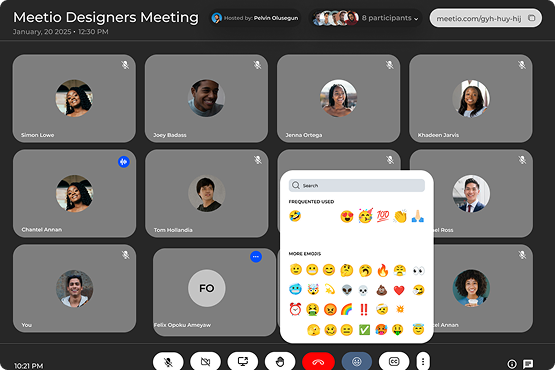 Meetio Designers Meeting
January, 20 2025 • 12:30 PM
Hosted by: Pelvin Olusegun
8 participants
meetio.com/gyh-huy-hij
Simon Lowe
Joey Badass
Jenna Ortega
Khadeen Jarvis
Chantel Annan
Tom Hollandia
el Ross
Search
FREQUENTED USED
MORE EMOJIS
You
FO
Felix Opoku Ameyaw
el Annan
10:21 PM
CC